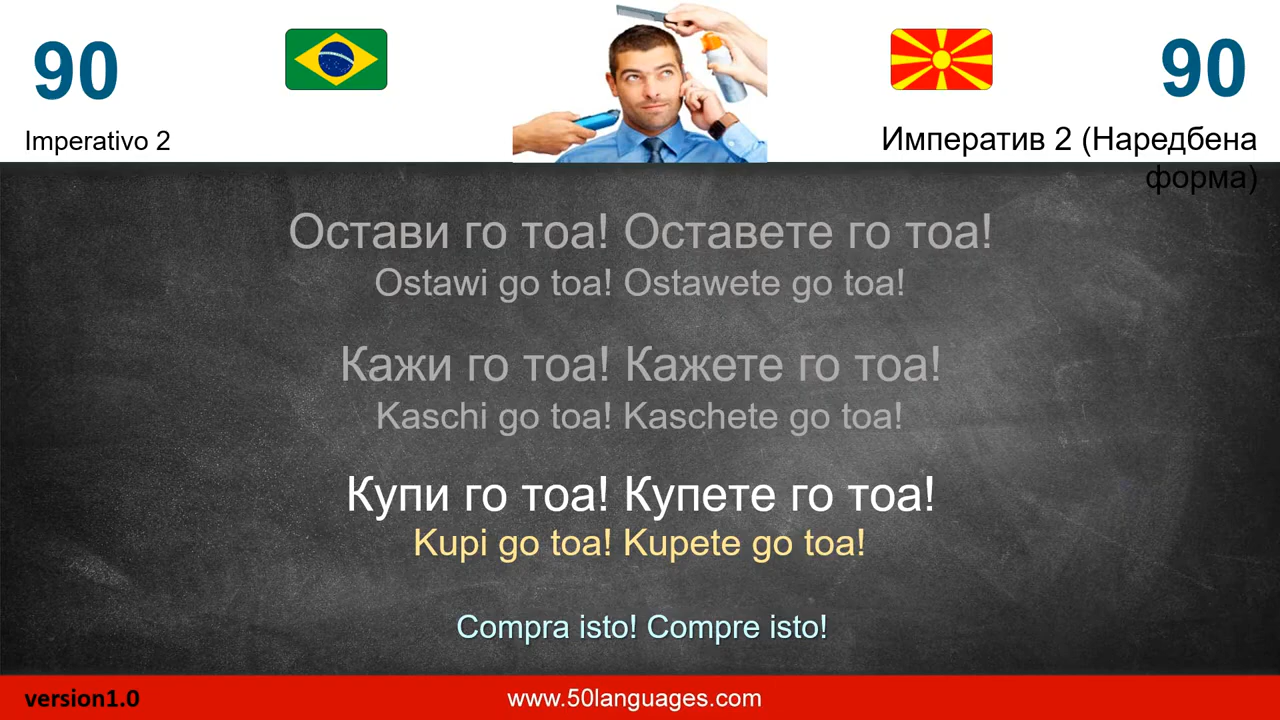 90
90
Imperativo 2
Императив 2 (Наредбена
форма)
Остави го тоа! Оставете го тоа!
Ostawi go toa! Ostawete go toa!
Кажи го тоа! Кажете го тоа!
Kaschi go toa! Kaschete go toa!
Купи го тоа! Купете го тоа!
Kupi go toa! Kupete go toa!
Compra isto! Compre isto!
version1.0
www.50languages.com